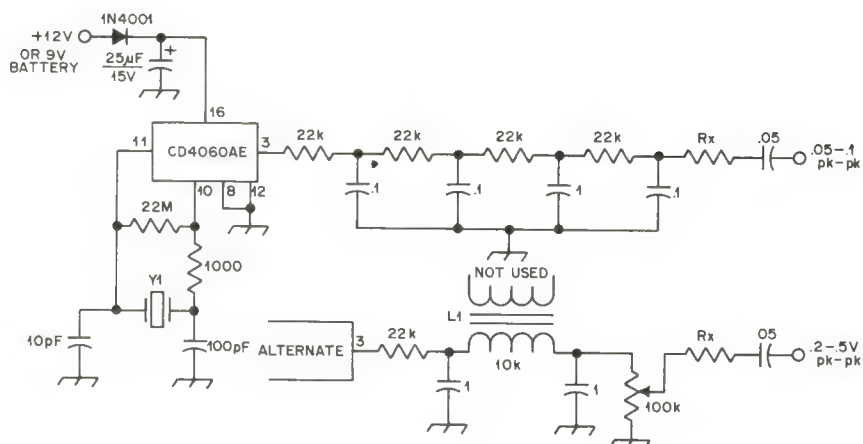 1N4001
+12V
OR 9V
BATTERY
25µF
15V
+
16
11
CD4060AE
3
22k
22k
22k
22k
Rx
.05
.05-.1
pk-pk
10
8
12
.1
.1
.1
.1
22M
1000
Y1
10pF
100pF
NOT USED
L1
10k
ALTERNATE
3
22k
.1
.1
100k
Rx
.05
.2-.5V
pk-pk